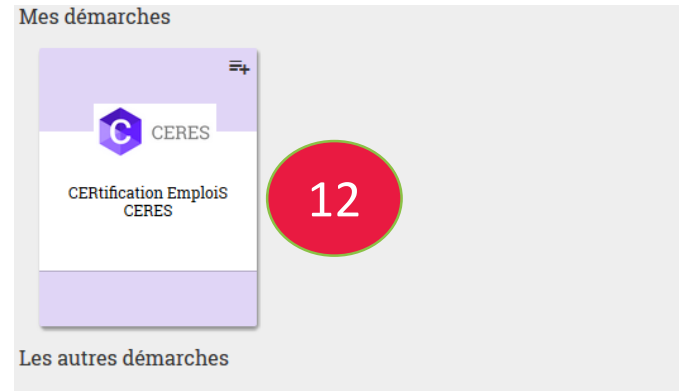 Mes démarches
C CERES
CERtification EmploiS
CERES
12
Les autres démarches